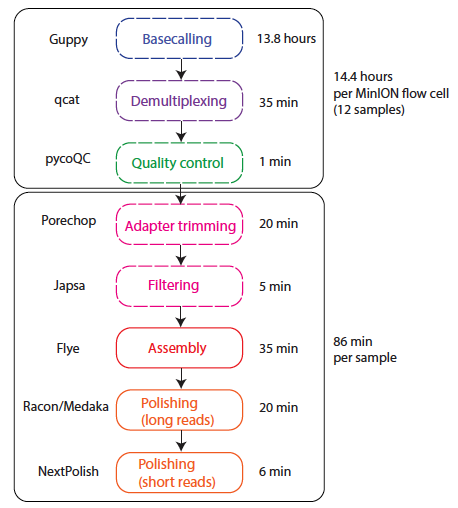 Guppy
Basecalling
13.8 hours
qcat
Demultiplexing
35 min
pycoQC
Quality control
1 min
14.4 hours
per MinION flow cell
(12 samples)
Porechop
Adapter trimming
20 min
Japsa
Filtering
5 min
Flye
Assembly
35 min
Racon/Medaka
Polishing
(long reads)
20 min
NextPolish
Polishing
(short reads)
6 min
86 min
per sample